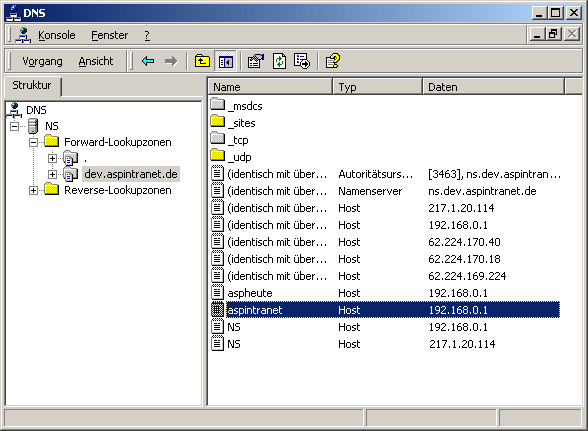 DNS
Konsole Fenster ?
Vorgang Ansicht
Struktur
DNS
NS
Forward-Lookupzonen
.
dev.aspintranet.de
Reverse-Lookupzonen
Name Typ Daten
_msdcs
_sites
_tcp
_udp
(identisch mit über... Autoritätsurs... [3463], ns.dev.aspintran...
(identisch mit über... Namenserver ns.dev.aspintranet.de
(identisch mit über... Host 217.1.20.114
(identisch mit über... Host 192.168.0.1
(identisch mit über... Host 62.224.170.40
(identisch mit über... Host 62.224.170.18
(identisch mit über... Host 62.224.169.224
aspheute Host 192.168.0.1
aspintranet Host 192.168.0.1
NS Host 192.168.0.1
NS Host 217.1.20.114